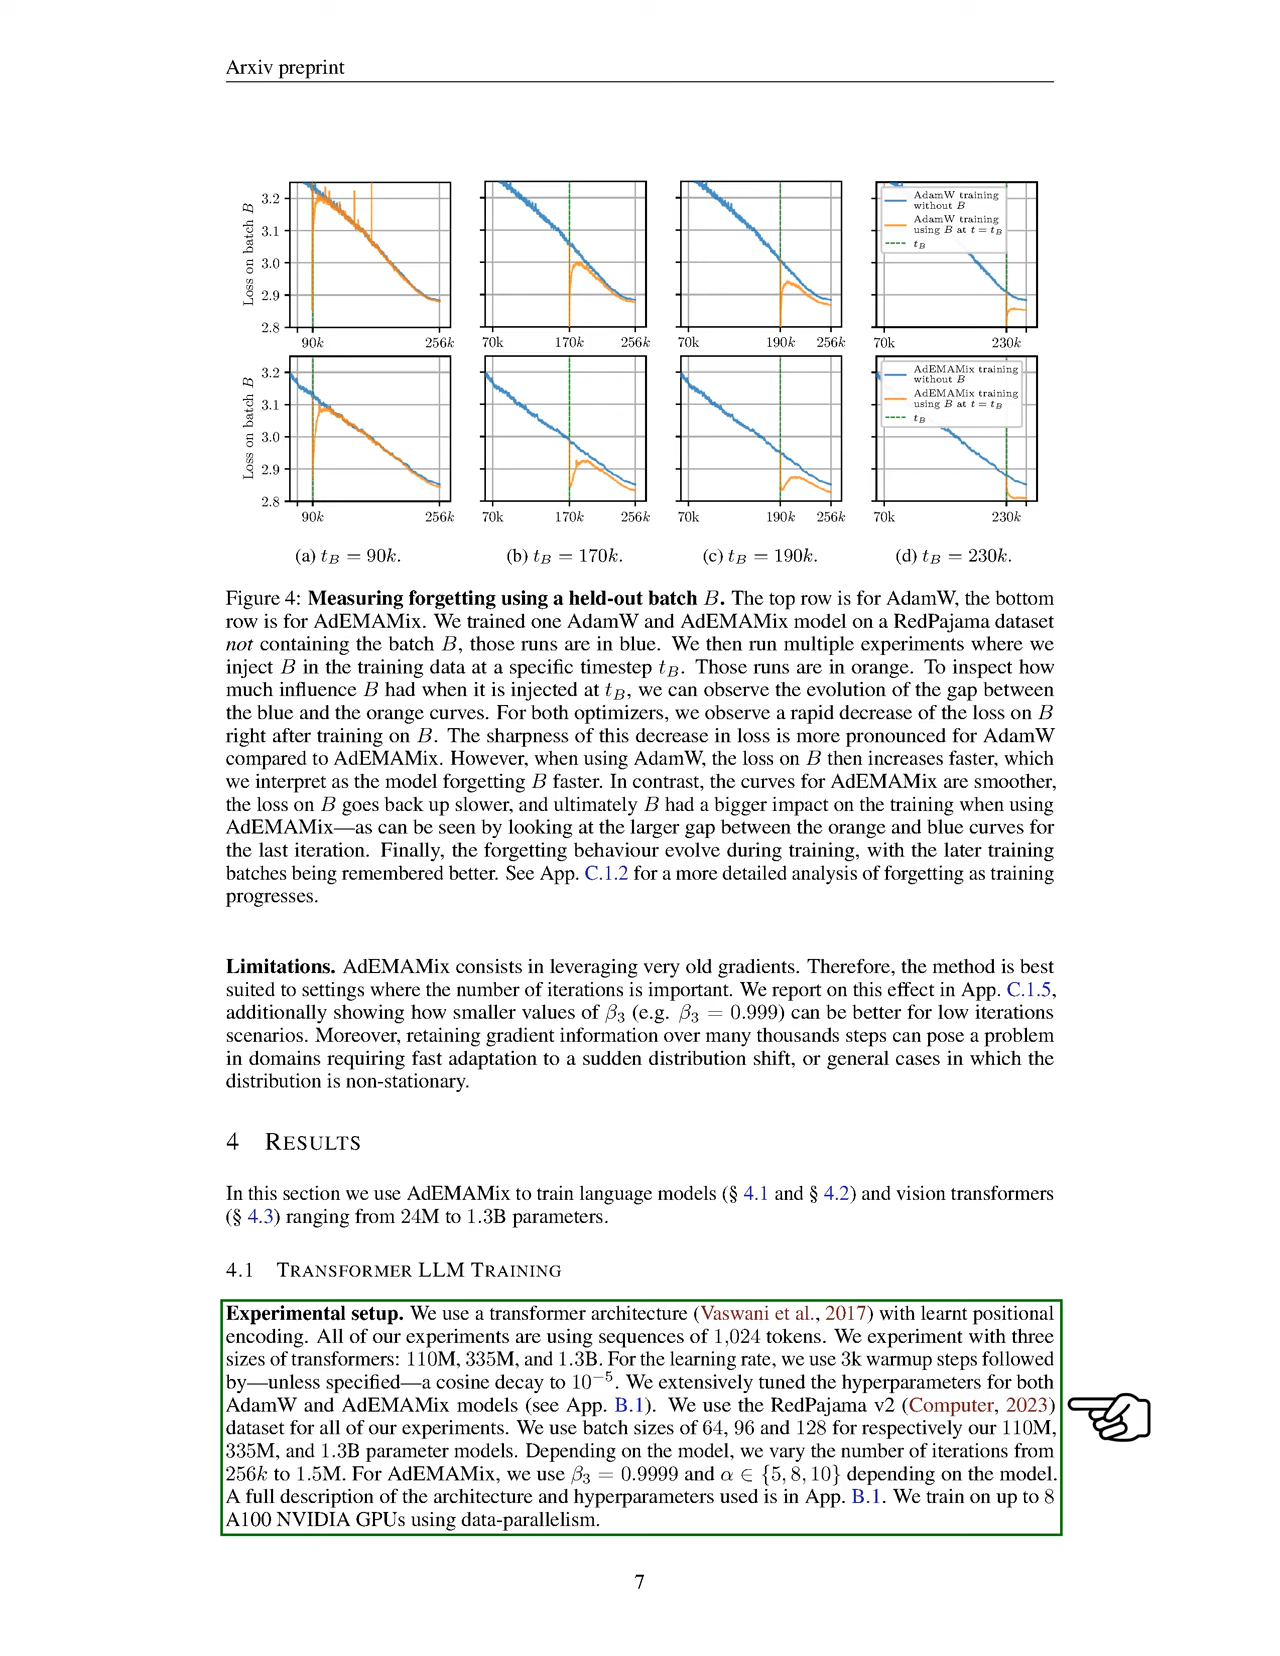 Arxiv preprint
Loss on batch B
3.2
3.1
3.0
2.9
2.8
90k 256k
70k 170k 256k
70k 190k 256k
AdamW training
without B
AdamW training
using B at t = t_B
t_B
70k 230k
Loss on batch B
3.2
3.1
3.0
2.9
2.8
90k 256k
70k 170k 256k
70k 190k 256k
AdEMAMix training
without B
AdEMAMix training
using B at t = t_B
t_B
70k 230k
(a) t_B = 90k. (b) t_B = 170k. (c) t_B = 190k. (d) t_B = 230k.
Figure 4: Measuring forgetting using a held-out batch B. The top row is for AdamW, the bottom
row is for AdEMAMix. We trained one AdamW and AdEMAMix model on a RedPajama dataset
not containing the batch B, those runs are in blue. We then run multiple experiments where we
inject B in the training data at a specific timestep t_B. Those runs are in orange. To inspect how
much influence B had when it is injected at t_B, we can observe the evolution of the gap between
the blue and the orange curves. For both optimizers, we observe a rapid decrease of the loss on B
right after training on B. The sharpness of this decrease in loss is more pronounced for AdamW
compared to AdEMAMix. However, when using AdamW, the loss on B then increases faster, which
we interpret as the model forgetting B faster. In contrast, the curves for AdEMAMix are smoother,
the loss on B goes back up slower, and ultimately B had a bigger impact on the training when using
AdEMAMix—as can be seen by looking at the larger gap between the orange and blue curves for
the last iteration. Finally, the forgetting behaviour evolve during training, with the later training
batches being remembered better. See App. C.1.2 for a more detailed analysis of forgetting as training
progresses.
Limitations. AdEMAMix consists in leveraging very old gradients. Therefore, the method is best
suited to settings where the number of iterations is important. We report on this effect in App. C.1.5,
additionally showing how smaller values of β₃ (e.g. β₃ = 0.999) can be better for low iterations
scenarios. Moreover, retaining gradient information over many thousands steps can pose a problem
in domains requiring fast adaptation to a sudden distribution shift, or general cases in which the
distribution is non-stationary.
4 RESULTS
In this section we use AdEMAMix to train language models (§ 4.1 and § 4.2) and vision transformers
(§ 4.3) ranging from 24M to 1.3B parameters.
4.1 TRANSFORMER LLM TRAINING
Experimental setup. We use a transformer architecture (Vaswani et al., 2017) with learnt positional
encoding. All of our experiments are using sequences of 1,024 tokens. We experiment with three
sizes of transformers: 110M, 335M, and 1.3B. For the learning rate, we use 3k warmup steps followed
by—unless specified—a cosine decay to 10⁻⁵. We extensively tuned the hyperparameters for both
AdamW and AdEMAMix models (see App. B.1). We use the RedPajama v2 (Computer, 2023)
dataset for all of our experiments. We use batch sizes of 64, 96 and 128 for respectively our 110M,
335M, and 1.3B parameter models. Depending on the model, we vary the number of iterations from
256k to 1.5M. For AdEMAMix, we use β₃ = 0.9999 and α ∈ {5, 8, 10} depending on the model.
A full description of the architecture and hyperparameters used is in App. B.1. We train on up to 8
A100 NVIDIA GPUs using data-parallelism.
7